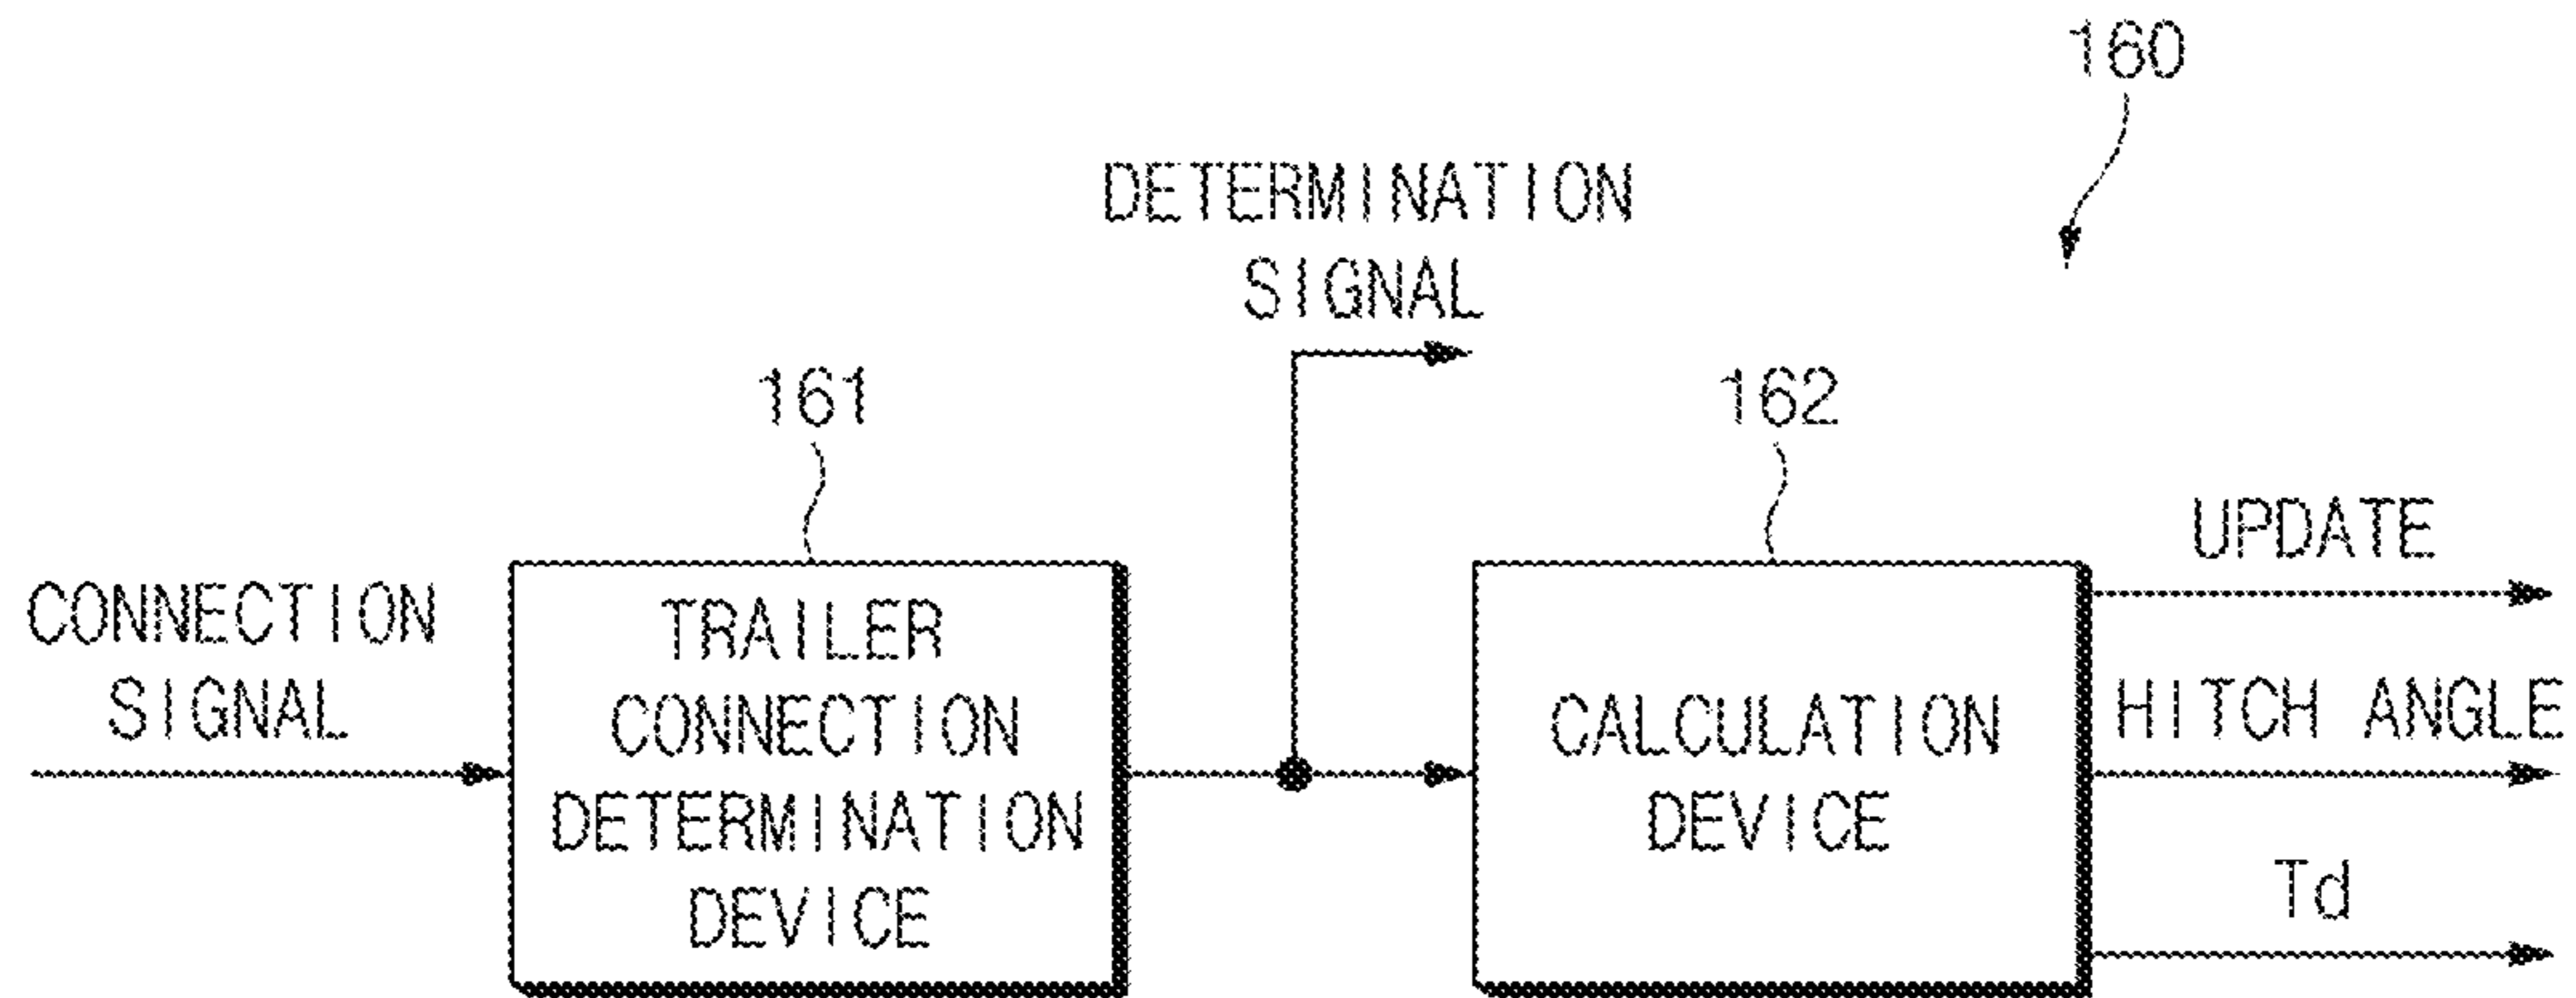 160
DETERMINATION
SIGNAL
161
162
CONNECTION
SIGNAL
TRAILER
CONNECTION
DETERMINATION
DEVICE
CALCULATION
DEVICE
UPDATE
HITCH ANGLE
Td